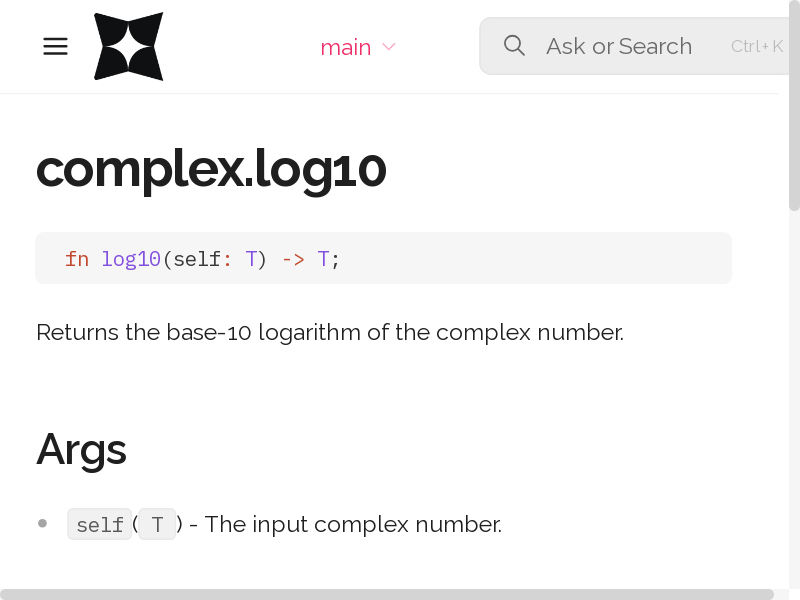 main
Ask or Search
Ctrl+K
complex.log10
fn log10(self: T) -> T;
Returns the base-10 logarithm of the complex number.
Args
self(T) - The input complex number.